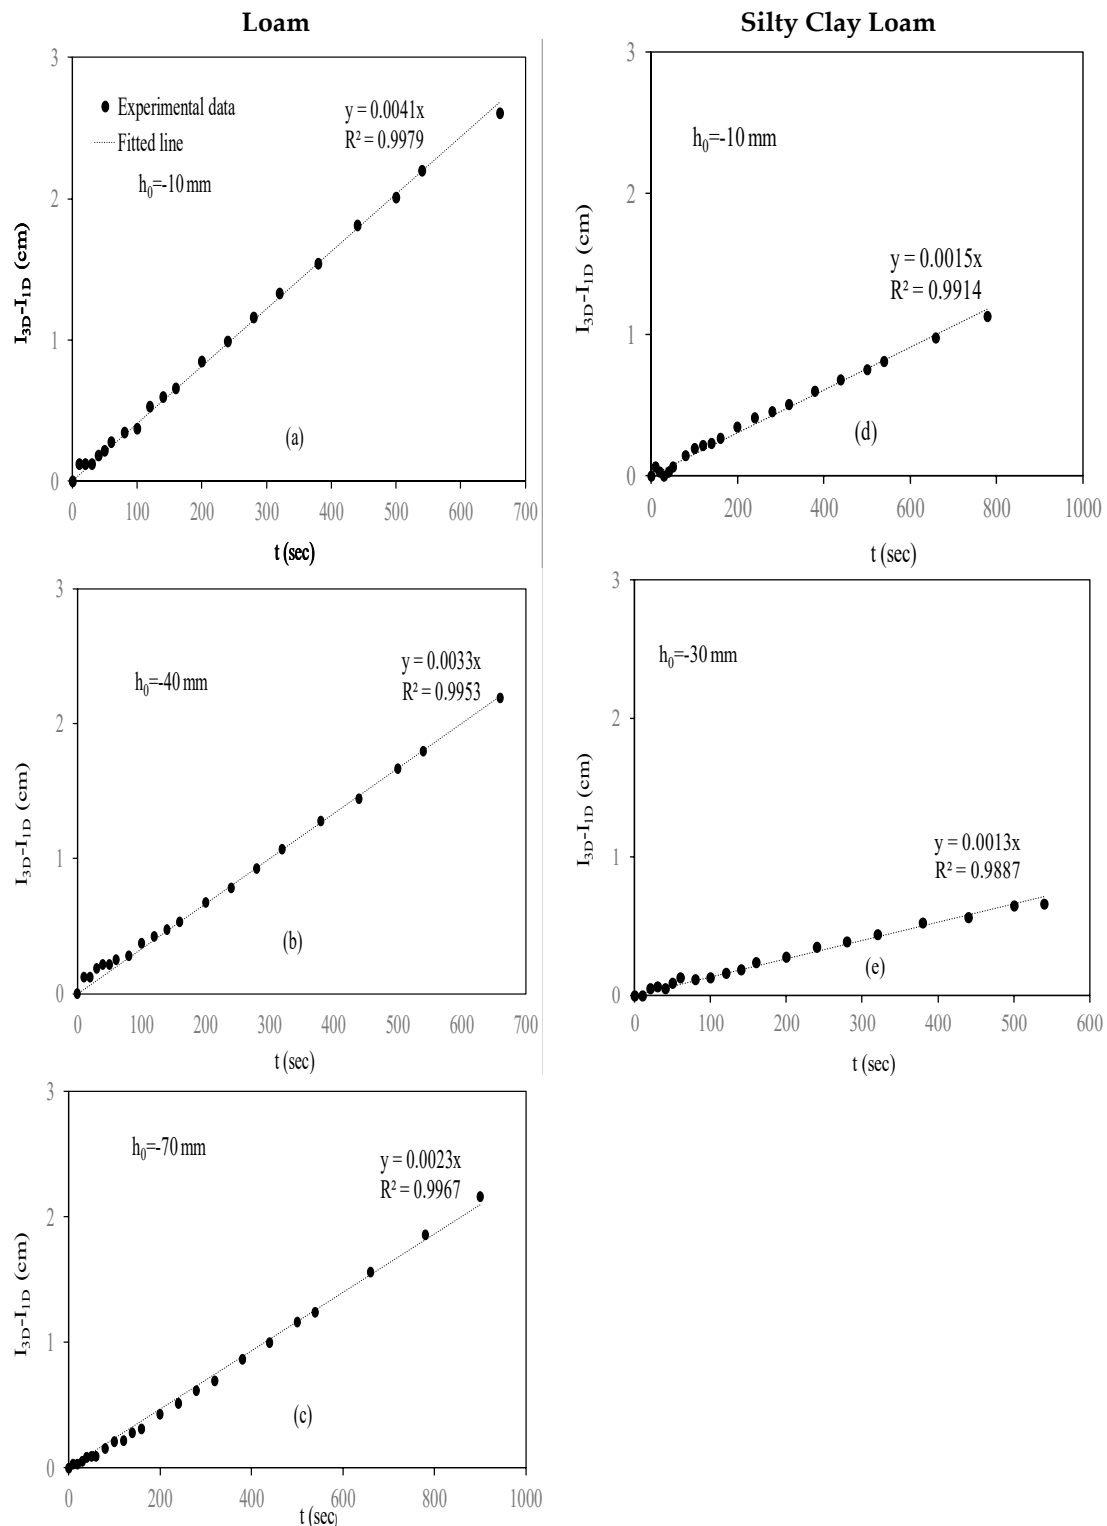 Loam
3
Experimental data
Fitted line
y = 0.0041x
R² = 0.9979
h₀=-10 mm
2
I₃D-I₁D (cm)
1
(a)
0
0 100 200 300 400 500 600 700
t (sec)
3
h₀=-40 mm
y = 0.0033x
R² = 0.9953
2
I₃D-I₁D (cm)
1
(b)
0
0 100 200 300 400 500 600 700
t (sec)
3
h₀=-70 mm
y = 0.0023x
R² = 0.9967
2
I₃D-I₁D (cm)
1
(c)
0
0 200 400 600 800 1000
t (sec)
Silty Clay Loam
3
h₀=-10 mm
2
I₃D-I₁D (cm)
y = 0.0015x
R² = 0.9914
1
(d)
0
0 200 400 600 800 1000
t (sec)
3
h₀=-30 mm
2
I₃D-I₁D (cm)
y = 0.0013x
R² = 0.9887
1
(e)
0
0 100 200 300 400 500 600
t (sec)